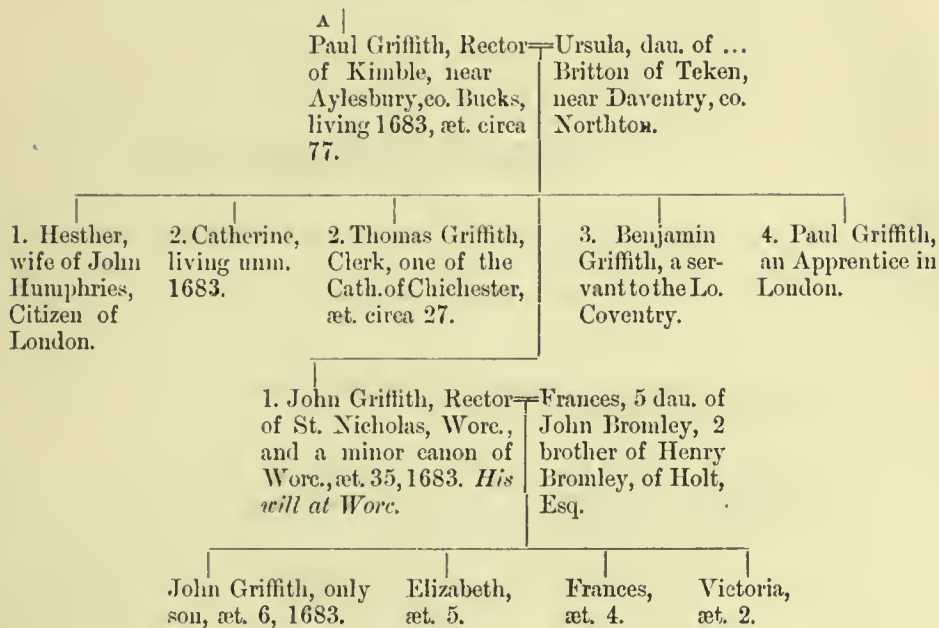 A
Paul Griffith, Rector
of Kimble, near
Aylesbury, co. Bucks,
living 1683, æt. circa
77.
Ursula, dau. of ...
Britton of Teken,
near Daventry, co.
Northton.
1. Hesther,
wife of John
Humphries,
Citizen of
London.
2. Catherine,
living unm.
1683.
2. Thomas Griffith,
Clerk, one of the
Cath. of Chichester,
æt. circa 27.
3. Benjamin
Griffith, a ser-
vant to the Lo.
Coventry.
4. Paul Griffith,
an Apprentice in
London.
1. John Griffith, Rector
of St. Nicholas, Worc.,
and a minor canon of
Worc., æt. 35, 1683. His
will at Worc.
Frances, 5 dau. of
John Bromley, 2
brother of Henry
Bromley, of Holt,
Esq.
John Griffith, only
son, æt. 6, 1683.
Elizabeth,
æt. 5.
Frances,
æt. 4.
Victoria,
æt. 2.